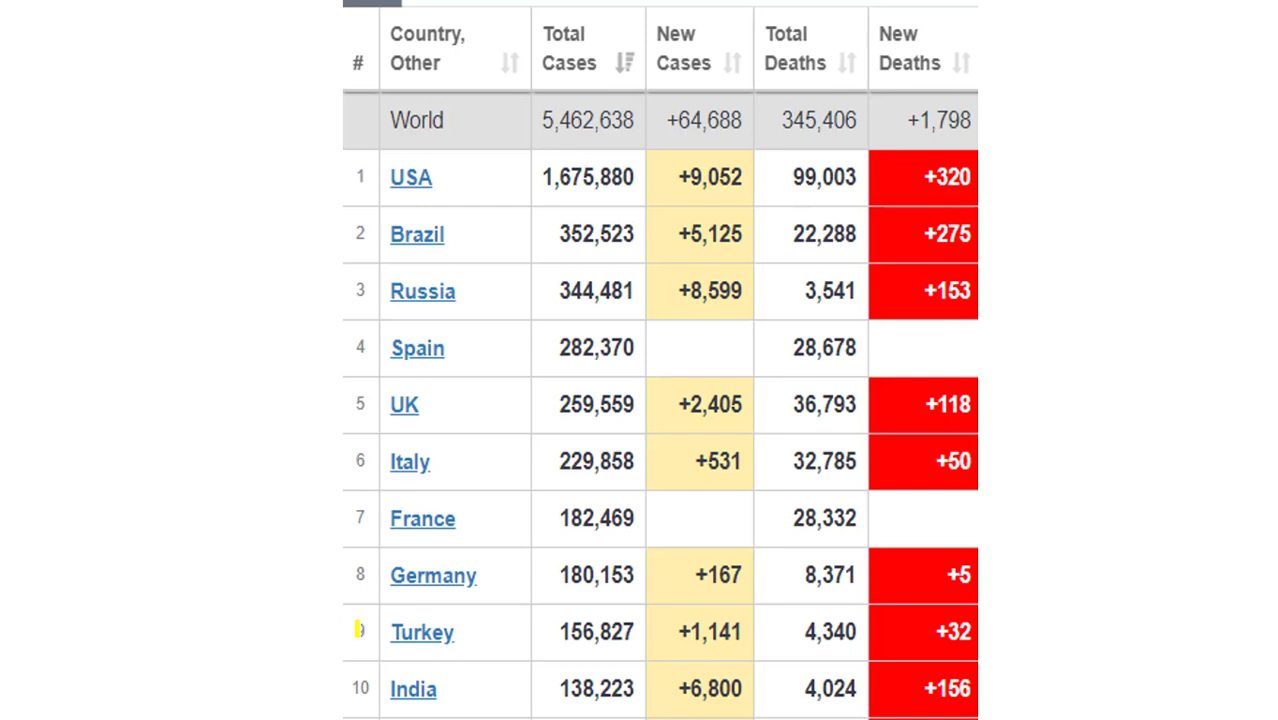 # Country, Other Total Cases New Cases Total Deaths New Deaths
World 5,462,638 +64,688 345,406 +1,798
1 USA 1,675,880 +9,052 99,003 +320
2 Brazil 352,523 +5,125 22,288 +275
3 Russia 344,481 +8,599 3,541 +153
4 Spain 282,370 28,678
5 UK 259,559 +2,405 36,793 +118
6 Italy 229,858 +531 32,785 +50
7 France 182,469 28,332
8 Germany 180,153 +167 8,371 +5
9 Turkey 156,827 +1,141 4,340 +32
10 India 138,223 +6,800 4,024 +156